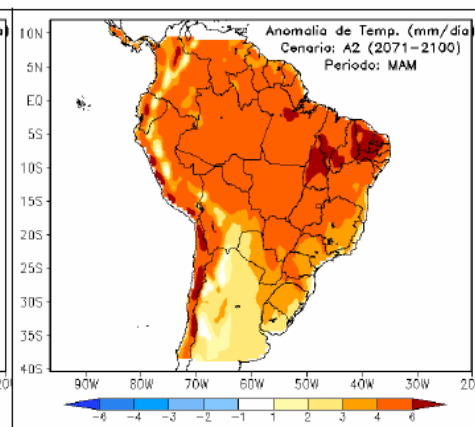 Anomalia de Temp. (mm/dia)
Cenario: A2 (2071-2100)
Periodo: MAM
10N
5N
EQ
5S
10S
15S
20S
25S
30S
35S
40S
90W 80W 70W 60W 50W 40W
-6 -4 -3 -2 -1 1 2 3 4 6